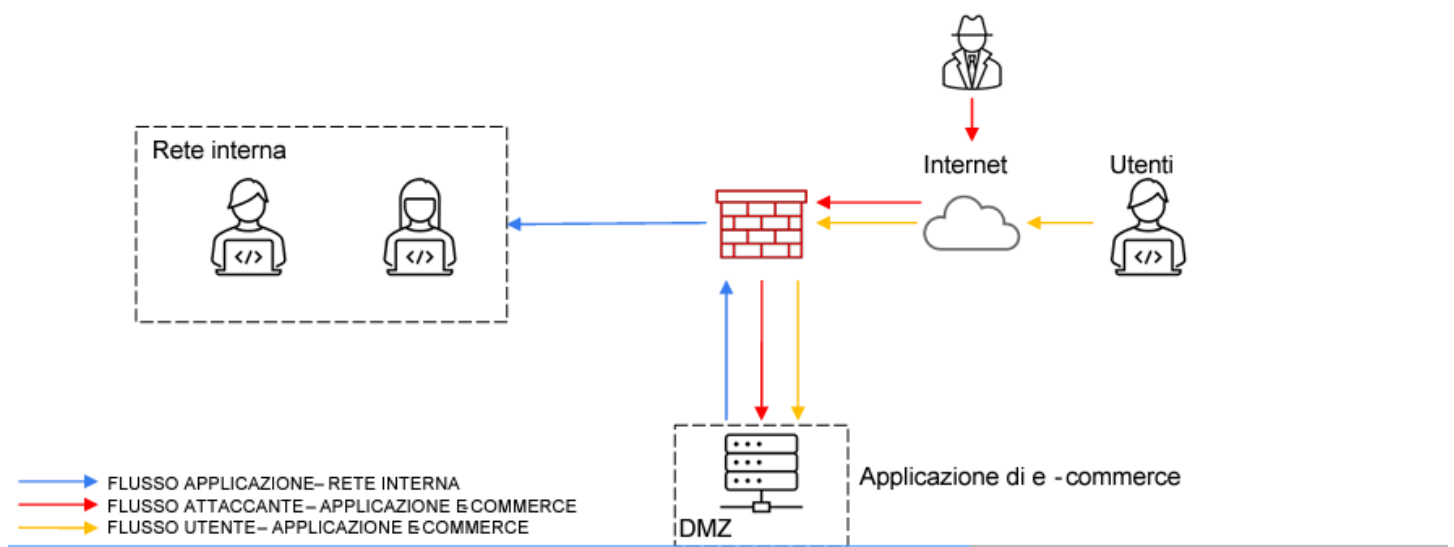 Internet
Utenti
Rete interna
</>
</>
</>
Applicazione di e -commerce
FLUSSO APPLICAZIONE– RETE INTERNA
FLUSSO ATTACCANTE– APPLICAZIONE E-COMMERCE
FLUSSO UTENTE– APPLICAZIONE E-COMMERCE
DMZ